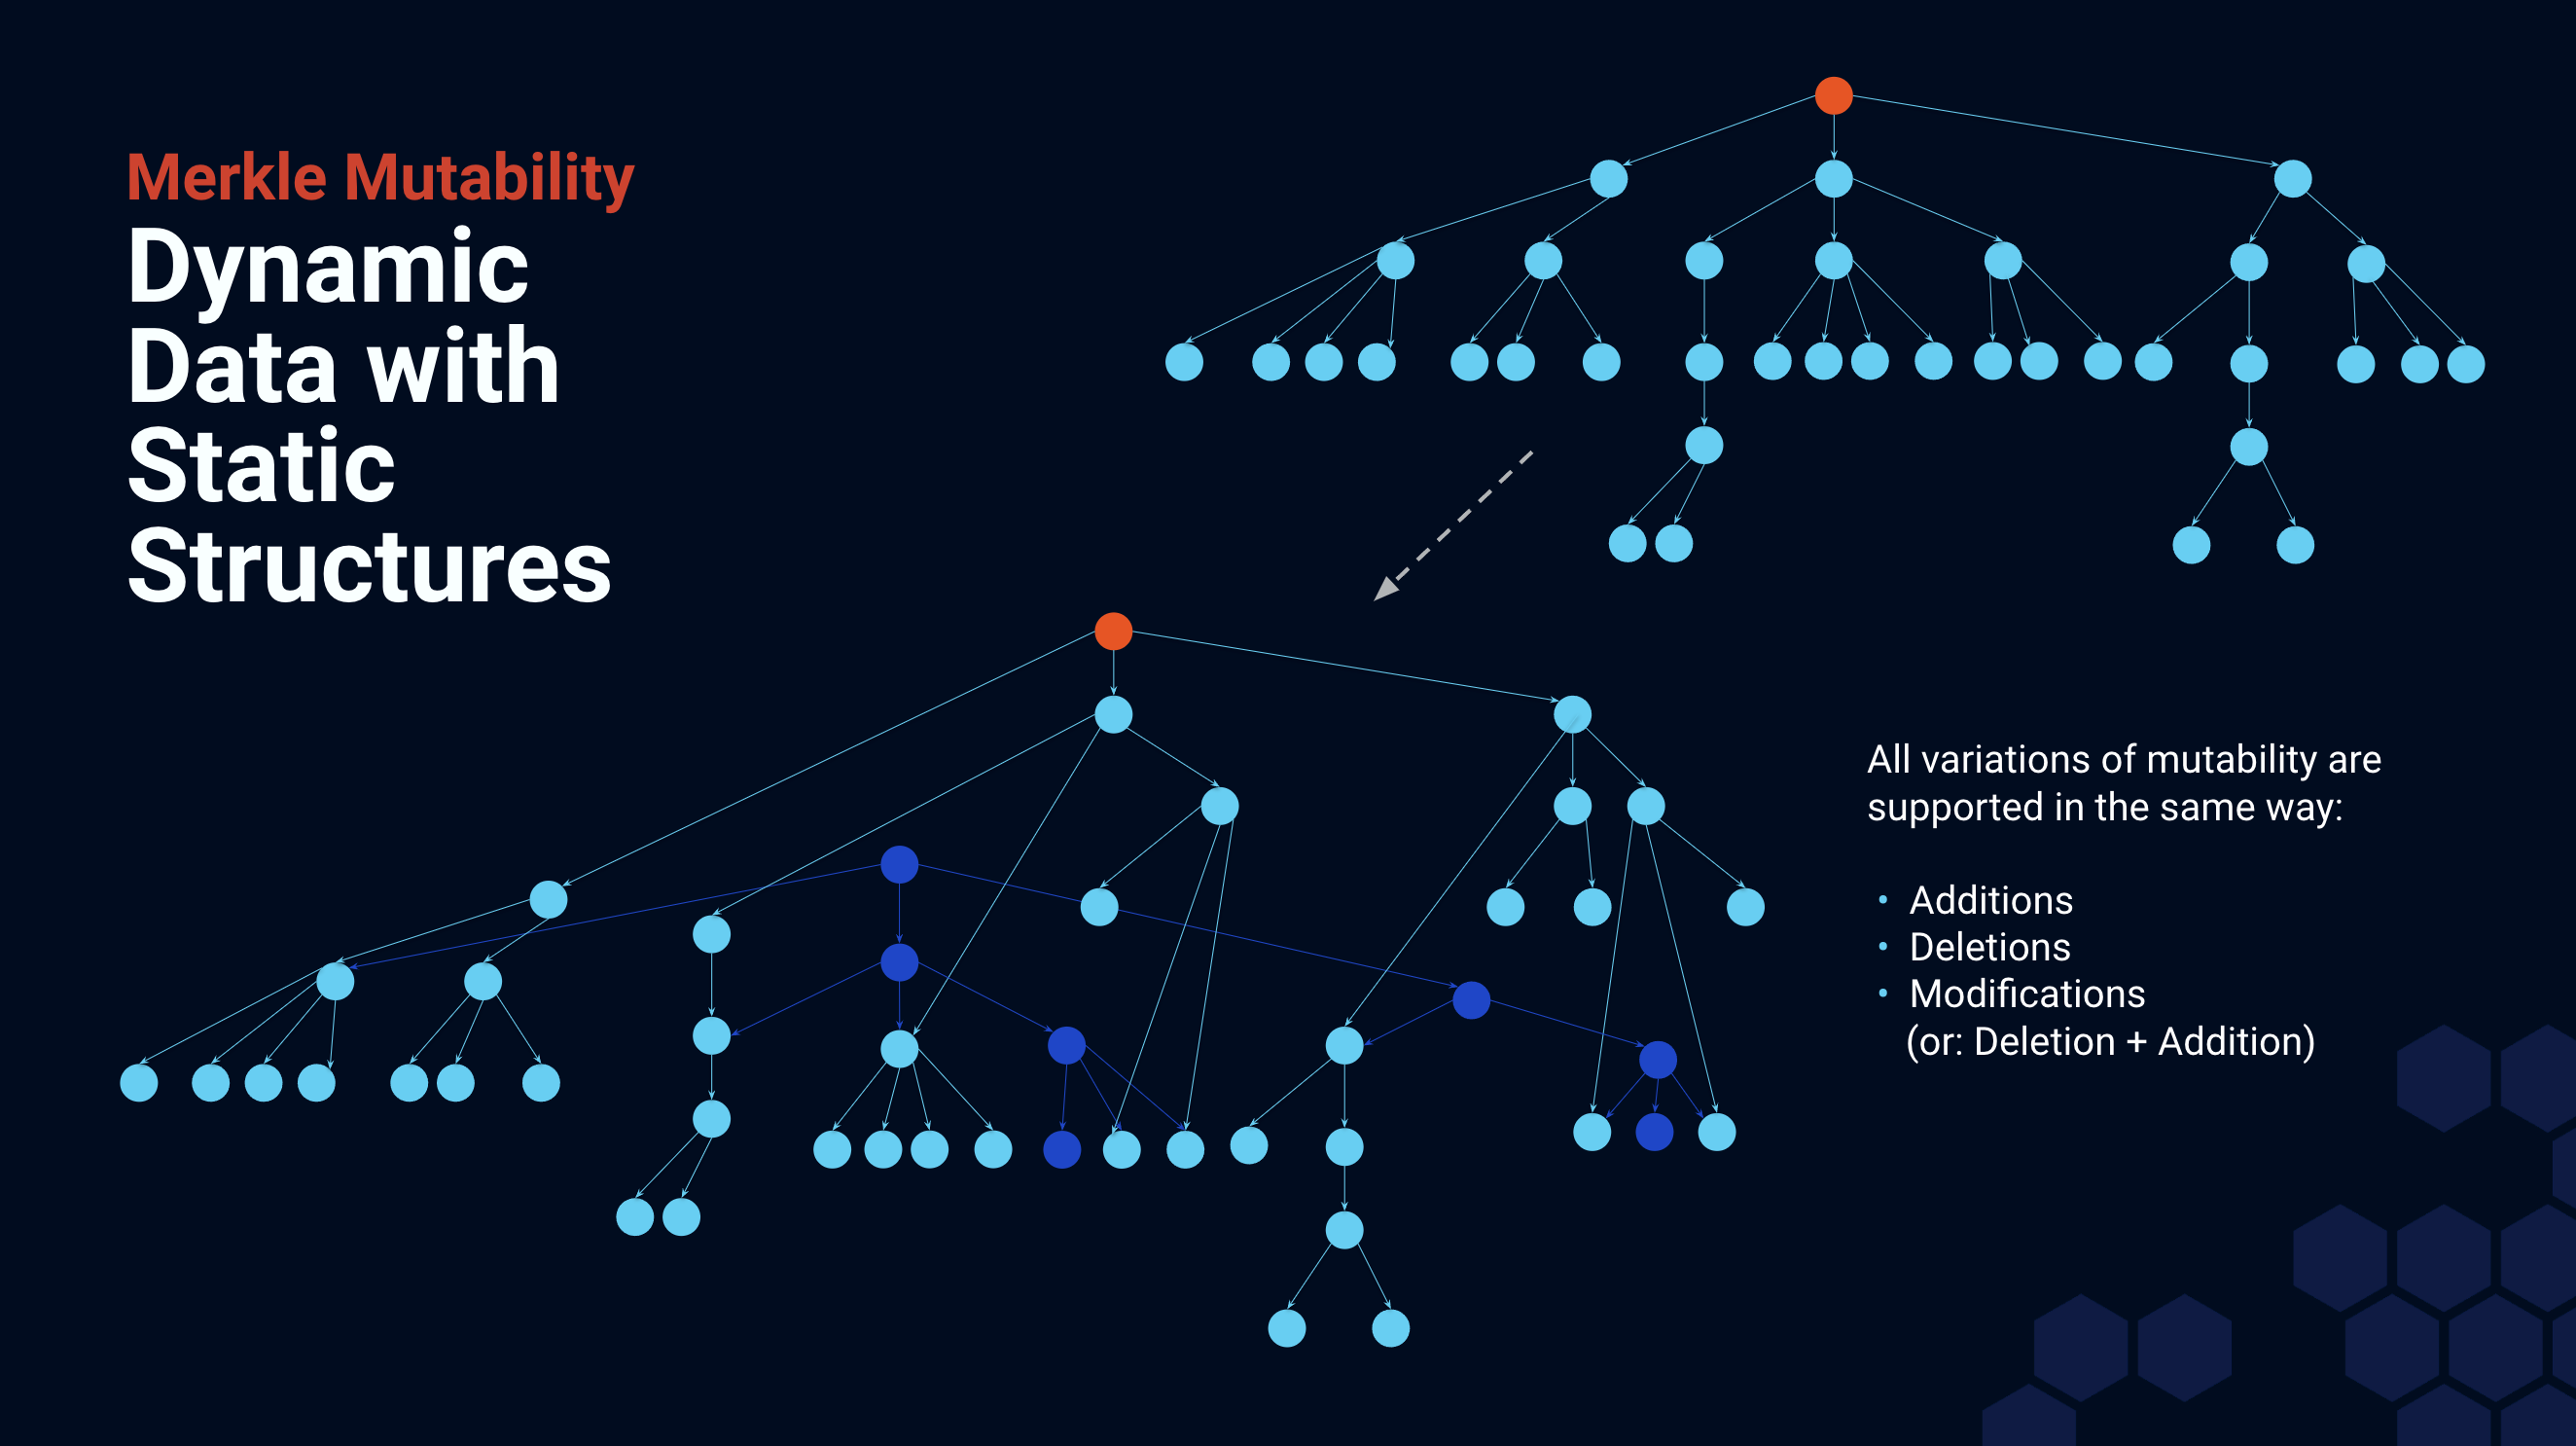 Merkle Mutability
Dynamic
Data with
Static
Structures
All variations of mutability are
supported in the same way:
• Additions
• Deletions
• Modifications
(or: Deletion + Addition)